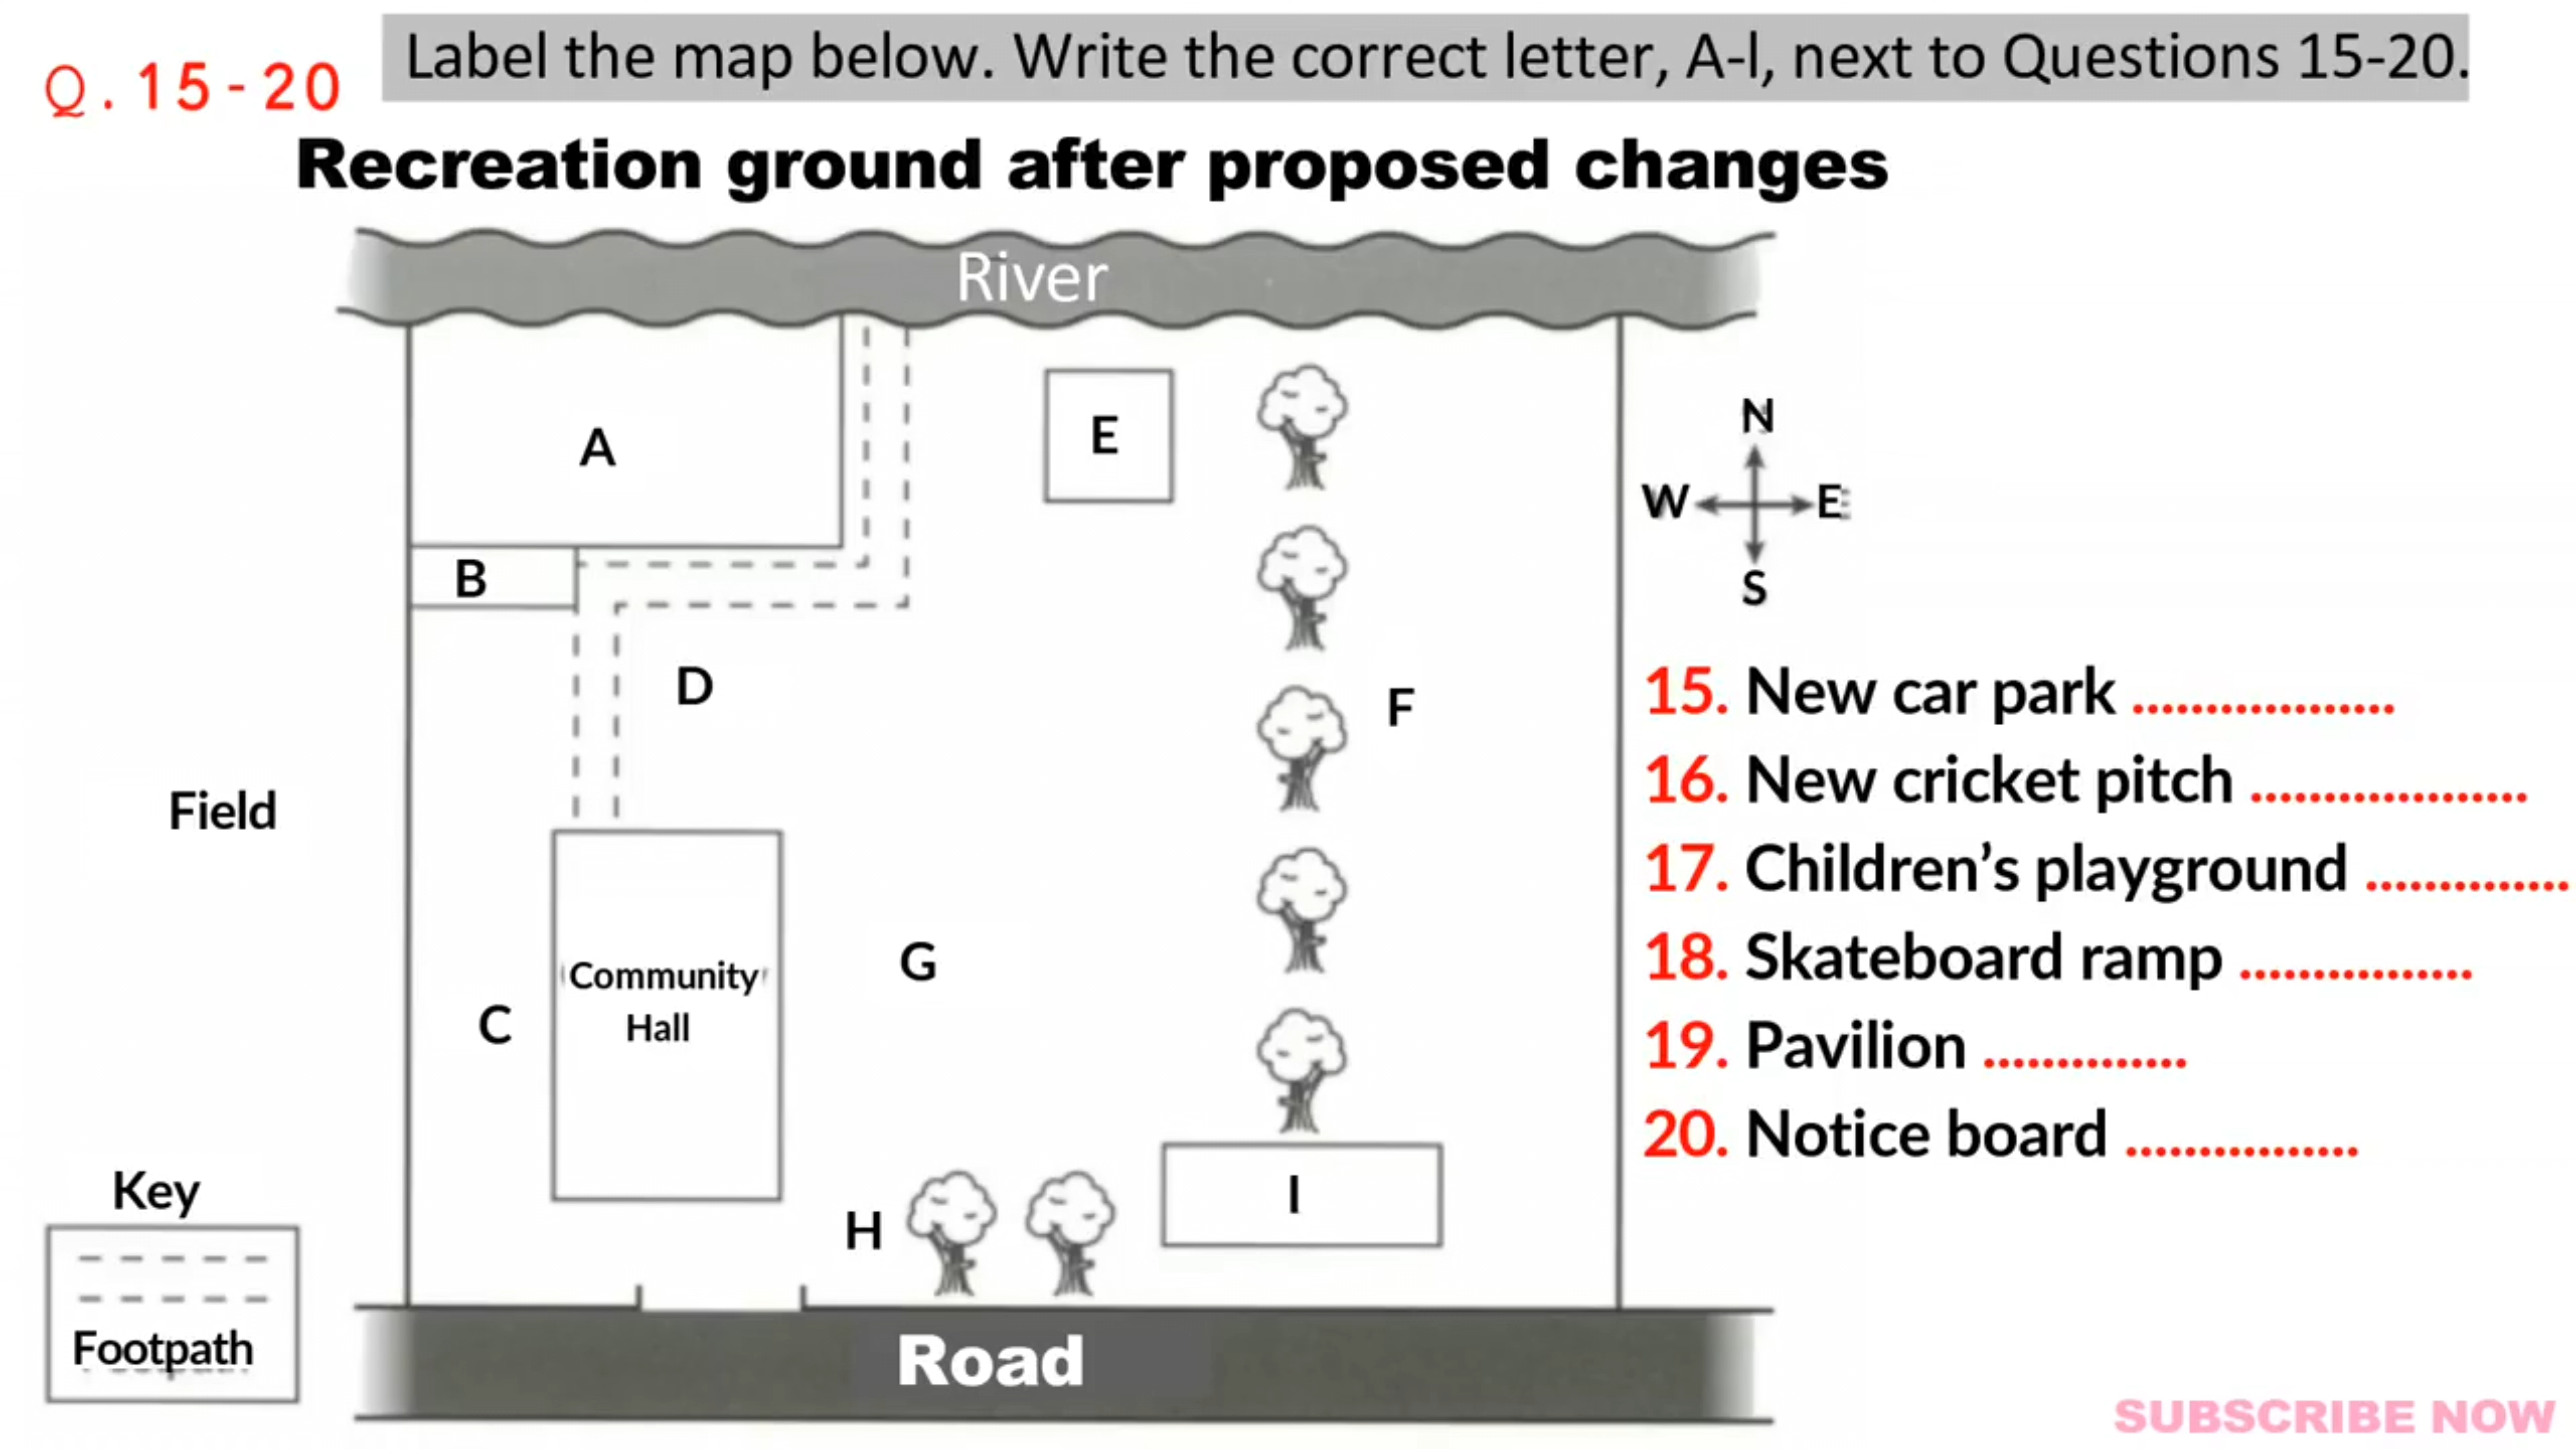 Q.15-20
Label the map below. Write the correct letter, A-I, next to Questions 15-20.
Recreation ground after proposed changes
River
A
E
N
W E
S
B
D
F
15. New car park ..................
16. New cricket pitch ...................
17. Children's playground ..............
18. Skateboard ramp ................
19. Pavilion ..............
20. Notice board ................
Field
G
Community
Hall
C
Key
Footpath
H
I
Road
SUBSCRIBE NOW